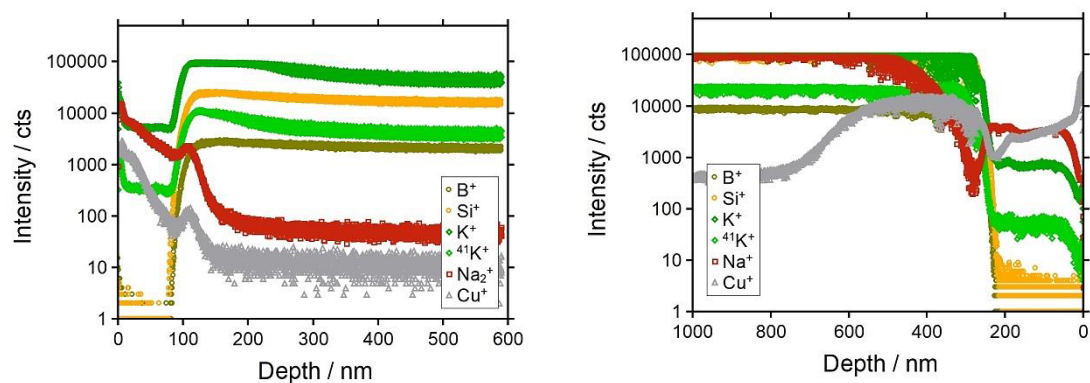 100000
10000
1000
100
10
1
Intensity / cts
B⁺
Si⁺
K⁺
⁴¹K⁺
Na₂⁺
Cu⁺
0 100 200 300 400 500 600
Depth / nm
100000
10000
1000
100
10
1
Intensity / cts
B⁺
Si⁺
K⁺
⁴¹K⁺
Na⁺
Cu⁺
1000 800 600 400 200 0
Depth / nm